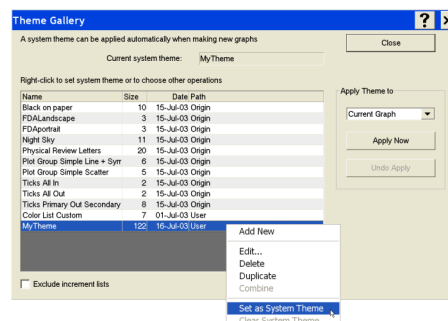 Theme Gallery ? X
A system theme can be applied automatically when making new graphs
Close
Current system theme: MyTheme
Right-click to set system theme or to choose other operations
Apply Theme to
Name Size Date Path
Black on paper 10 15-Jul-03 Origin
Current Graph
FDALandscape 3 15-Jul-03 Origin
FDAportrait 3 15-Jul-03 Origin
Night Sky 11 15-Jul-03 Origin
Apply Now
Physical Review Letters 20 15-Jul-03 Origin
Plot Group Simple Line + Sym 6 15-Jul-03 Origin
Plot Group Simple Scatter 5 15-Jul-03 Origin
Undo Apply
Ticks All In 2 15-Jul-03 Origin
Ticks All Out 2 15-Jul-03 Origin
Ticks Primary Out Secondary 8 15-Jul-03 Origin
Color List Custom 7 01-Jul-03 User
MyTheme 122 16-Jul-03 User
Add New
Edit...
Delete
Duplicate
Combine
Exclude increment lists
Set as System Theme
Clear System Theme